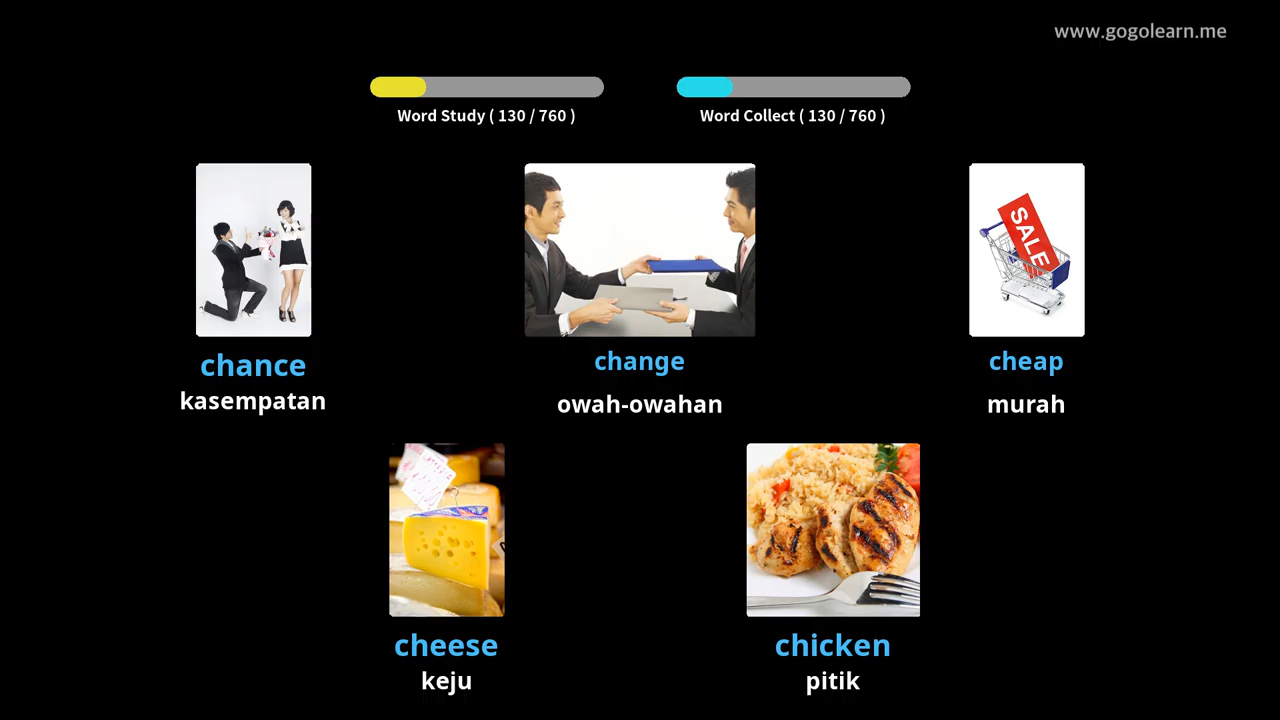 www.gogolearn.me
Word Study ( 130 / 760 )
Word Collect ( 130 / 760 )
SALE
chance
kasempatan
change
owah-owahan
cheap
murah
cheese
keju
chicken
pitik